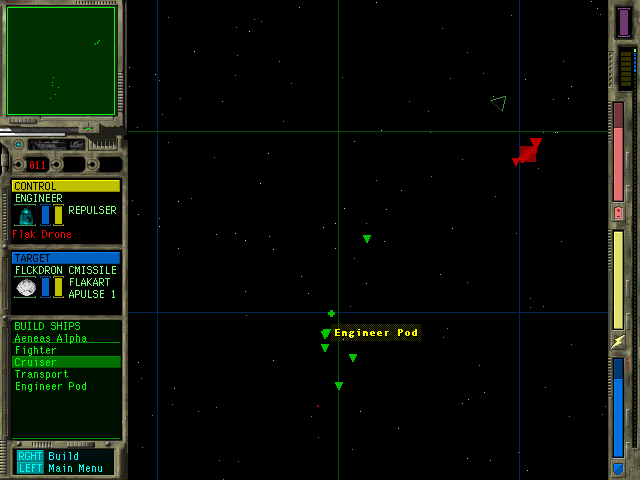 011
CONTROL
ENGINEER
REPULSER
Flak Drone
TARGET
FLCKDRON CMISSILE
FLAKART
APULSE 1
BUILD SHIPS
Aeneas Alpha
Fighter
Cruiser
Transport
Engineer Pod
RGHT Build
LEFT Main Menu
Engineer Pod